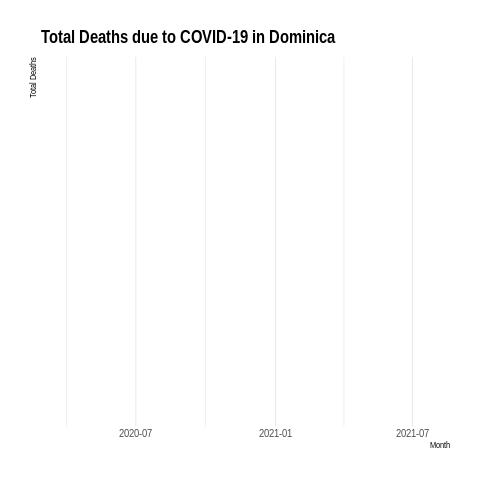 Total Deaths due to COVID-19 in Dominica
Total Deaths
2020-07
2021-01
2021-07
Month